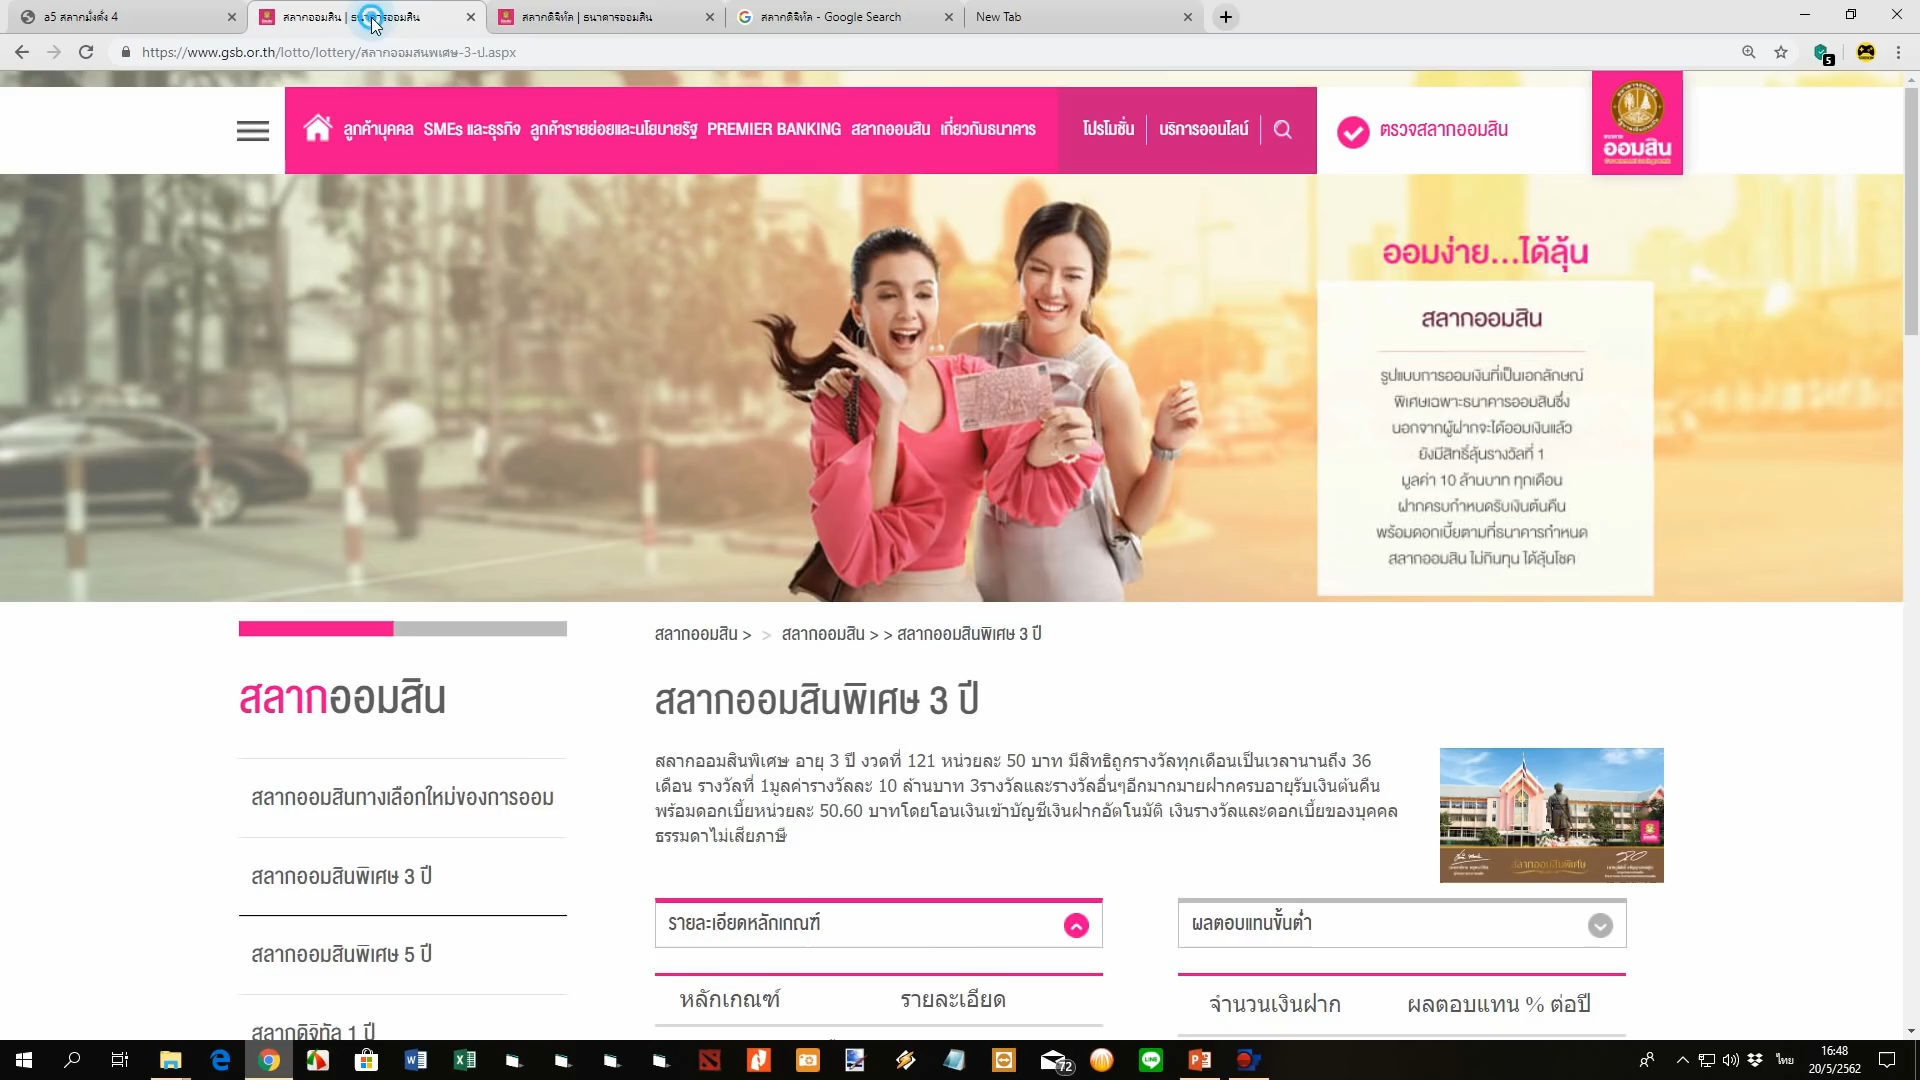 a5 สลากมั่งคั่ง 4
สลากออมสิน | ธนาคารออมสิน
สลากดิจิทัล | ธนาคารออมสิน
สลากดิจิทัล - Google Search
New Tab
https://www.gsb.or.th/lotto/lottery/สลากออมสินพิเศษ-3-ป.aspx
5
ลูกค้าบุคคล SMEs และธุรกิจ ลูกค้ารายย่อยและนโยบายรัฐ PREMIER BANKING สลากออมสิน เกี่ยวกับธนาคาร
โปรโมชั่น บริการออนไลน์
ตรวจสลากออมสิน
ธนาคาร
ออมสิน
ออมง่าย...ได้ลุ้น
สลากออมสิน
รูปแบบการออมเงินที่เป็นเอกลักษณ์
พิเศษเฉพาะธนาคารออมสินซึ่ง
นอกจากผู้ฝากจะได้ออมเงินแล้ว
ยังมีสิทธิ์ลุ้นรางวัลที่ 1
มูลค่า 10 ล้านบาท ทุกเดือน
ฝากครบกำหนดรับเงินต้นคืน
พร้อมดอกเบี้ยตามที่ธนาคารกำหนด
สลากออมสิน ไม่กินทุน ได้ลุ้นโชค
สลากออมสิน > > สลากออมสิน > > สลากออมสินพิเศษ 3 ปี
สลากออมสิน
สลากออมสินทางเลือกใหม่ของการออม
สลากออมสินพิเศษ 3 ปี
สลากออมสินพิเศษ 5 ปี
สลากดิจิทัล 1 ปี
สลากออมสินพิเศษ 3 ปี
สลากออมสินพิเศษ อายุ 3 ปี งวดที่ 121 หน่วยละ 50 บาท มีสิทธิถูกรางวัลทุกเดือนเป็นเวลานานถึง 36
เดือน รางวัลที่ 1มูลค่ารางวัลละ 10 ล้านบาท 3รางวัลและรางวัลอื่นๆอีกมากมายฝากครบอายุรับเงินต้นคืน
พร้อมดอกเบี้ยหน่วยละ 50.60 บาทโดยโอนเงินเข้าบัญชีเงินฝากอัตโนมัติ เงินรางวัลและดอกเบี้ยของบุคคล
ธรรมดาไม่เสียภาษี
สลากออมสินพิเศษ
รายละเอียดหลักเกณฑ์
ผลตอบแทนขั้นต่ำ
หลักเกณฑ์ รายละเอียด
จำนวนเงินฝาก ผลตอบแทน % ต่อปี
72
LINE
ไทย
16:48
20/5/2562